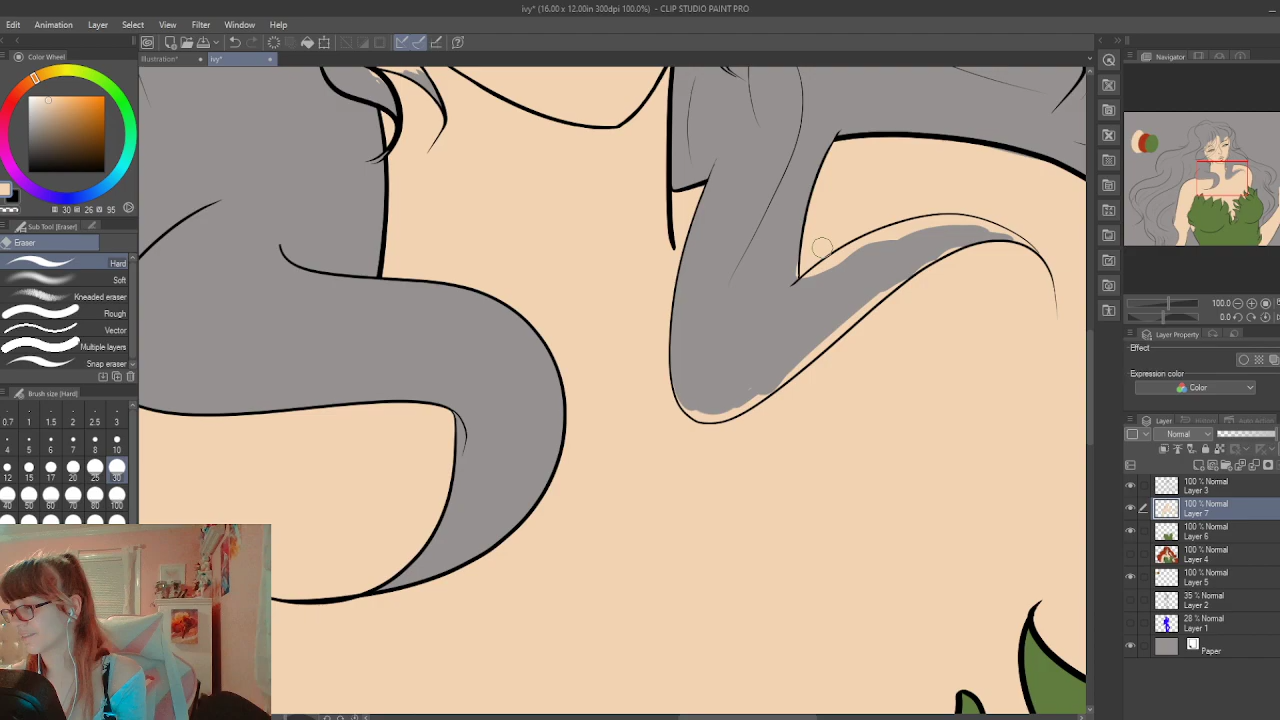 ivy* (16.00 x 12.00in 300dpi 100.0%) - CLIP STUDIO PAINT PRO
Edit Animation Layer Select View Filter Window Help
Illustration* ivy*
Color Wheel
30 26 95
Sub Tool [Eraser]
Eraser
Hard
Soft
Kneaded eraser
Rough
Vector
Multiple layers
Snap eraser
Brush size [Hard]
0.7 1 1.5 2 2.5 3
4 5 6 7 8 10
12 15 17 20 25 30
40 50 60 70 80 100
Navigator
100.0
0.0
Layer Property
Effect
Expression color
Color
Layer
History
Auto Action
Normal
100 % Normal
Layer 3
100 % Normal
Layer 7
100 % Normal
Layer 6
100 % Normal
Layer 4
100 % Normal
Layer 5
35 % Normal
Layer 2
28 % Normal
Layer 1
Paper